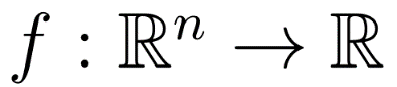 f : ℝⁿ → ℝ